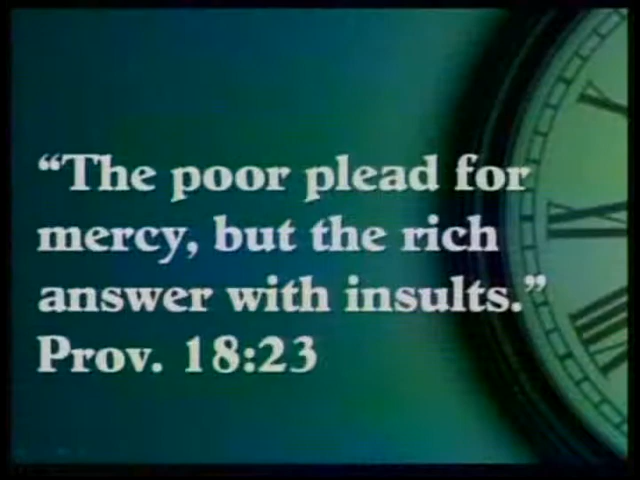 “The poor plead for
mercy, but the rich
answer with insults.”
Prov. 18:23